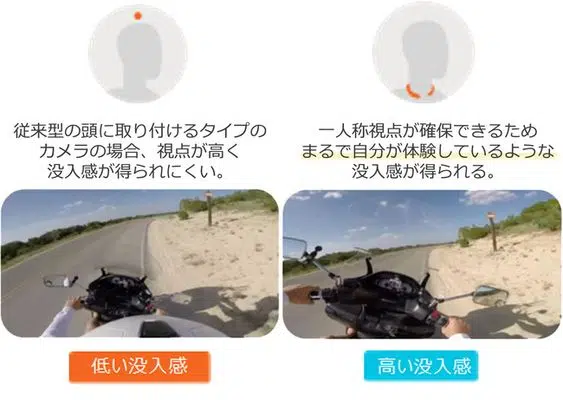 従来型の頭に取り付けるタイプの
カメラの場合、視点が高く
没入感が得られにくい。
一人称視点が確保できるため
まるで自分が体験しているような
没入感が得られる。
低い没入感
高い没入感